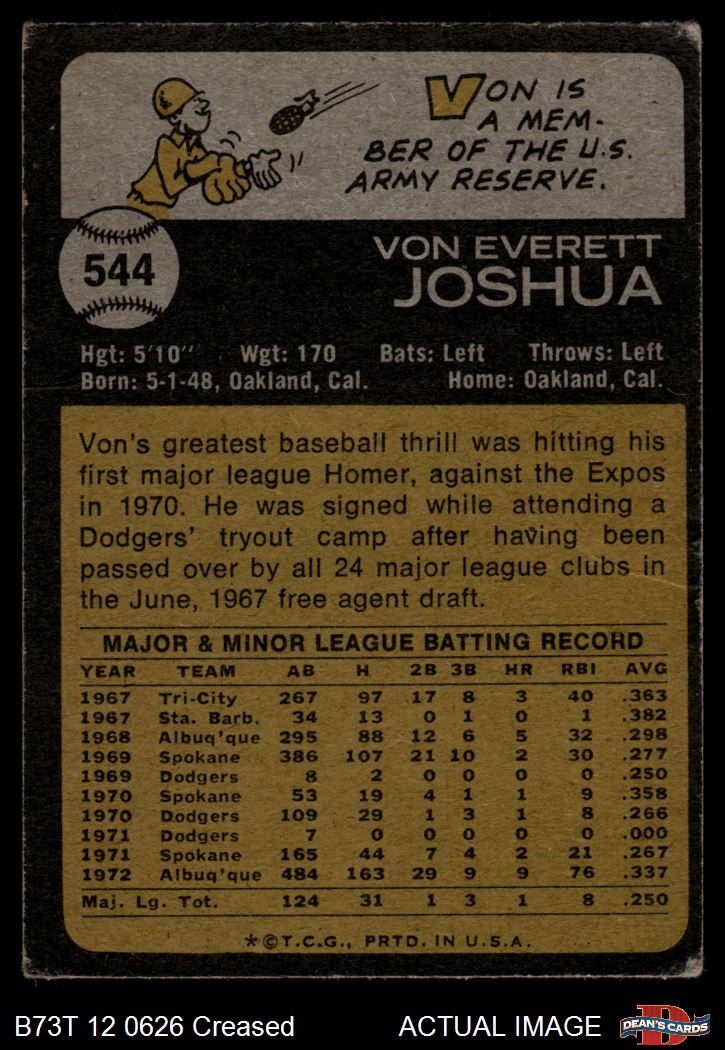 VON IS
A MEM-
BER OF THE U.S.
ARMY RESERVE.
544
VON EVERETT
JOSHUA
Hgt: 5'10" Wgt: 170 Bats: Left Throws: Left
Born: 5-1-48, Oakland, Cal. Home: Oakland, Cal.
Von's greatest baseball thrill was hitting his
first major league Homer, against the Expos
in 1970. He was signed while attending a
Dodgers' tryout camp after having been
passed over by all 24 major league clubs in
the June, 1967 free agent draft.
MAJOR & MINOR LEAGUE BATTING RECORD
YEAR TEAM AB H 2B 3B HR RBI AVG
1967 Tri-City 267 97 17 8 3 40 .363
1967 Sta. Barb. 34 13 0 1 0 1 .382
1968 Albuq'que 295 88 12 6 5 32 .298
1969 Spokane 386 107 21 10 2 30 .277
1969 Dodgers 8 2 0 0 0 0 .250
1970 Spokane 53 19 4 1 1 9 .358
1970 Dodgers 109 29 1 3 1 8 .266
1971 Dodgers 7 0 0 0 0 0 .000
1971 Spokane 165 44 7 4 2 21 .267
1972 Albuq'que 484 163 29 9 9 76 .337
Maj. Lg. Tot. 124 31 1 3 1 8 .250
*©T.C.G., PRTD. IN U.S.A.
B73T 12 0626 Creased ACTUAL IMAGE D DEAN'S CARDS